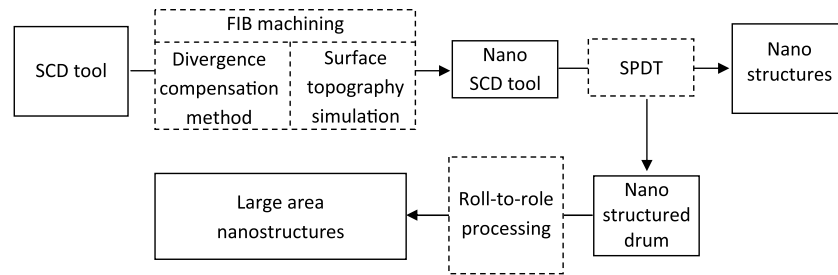 FIB machining
SCD tool
Divergence
compensation
method
Surface
topography
simulation
Nano
SCD tool
SPDT
Nano
structures
Large area
nanostructures
Roll-to-role
processing
Nano
structured
drum